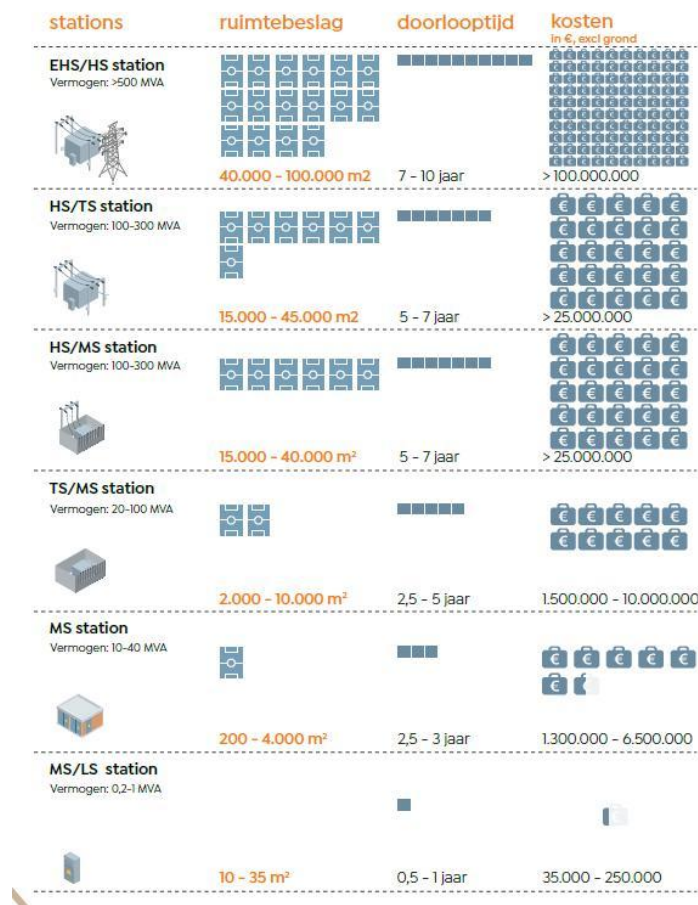 stations ruimtebeslag doorlooptijd kosten
in €, excl grond
EHS/HS station
Vermogen: >500 MVA
40.000 - 100.000 m2 7 - 10 jaar >100.000.000
HS/TS station
Vermogen: 100-300 MVA
15.000 - 45.000 m2 5 - 7 jaar > 25.000.000
HS/MS station
Vermogen: 100-300 MVA
15.000 - 40.000 m² 5 - 7 jaar > 25.000.000
TS/MS station
Vermogen: 20-100 MVA
2.000 - 10.000 m² 2,5 - 5 jaar 1.500.000 - 10.000.000
MS station
Vermogen: 10-40 MVA
200 - 4.000 m² 2,5 - 3 jaar 1.300.000 - 6.500.000
MS/LS station
Vermogen: 0,2-1 MVA
10 - 35 m² 0,5 - 1 jaar 35.000 - 250.000